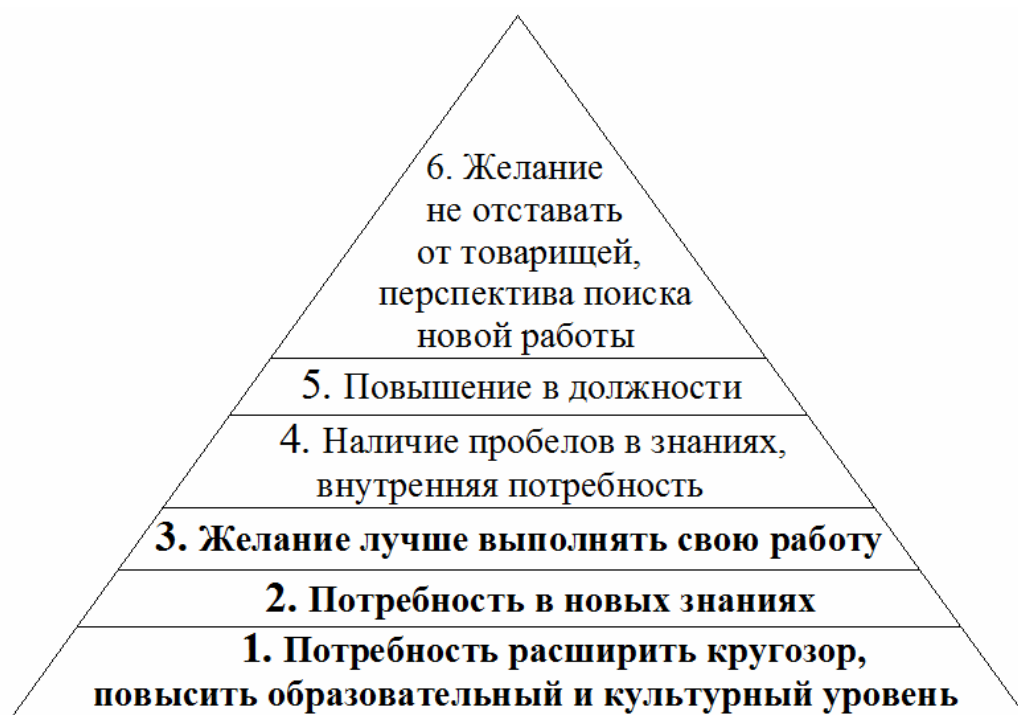 6. Желание
не отставать
от товарищей,
перспектива поиска
новой работы
5. Повышение в должности
4. Наличие пробелов в знаниях,
внутренняя потребность
3. Желание лучше выполнять свою работу
2. Потребность в новых знаниях
1. Потребность расширить кругозор,
повысить образовательный и культурный уровень